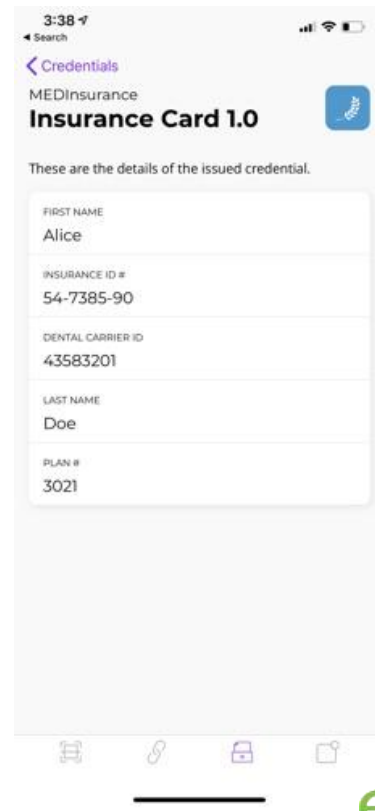 3:38
Search
Credentials
MEDInsurance
Insurance Card 1.0
These are the details of the issued credential.
FIRST NAME
Alice
INSURANCE ID #
54-7385-90
DENTAL CARRIER ID
43583201
LAST NAME
Doe
PLAN #
3021